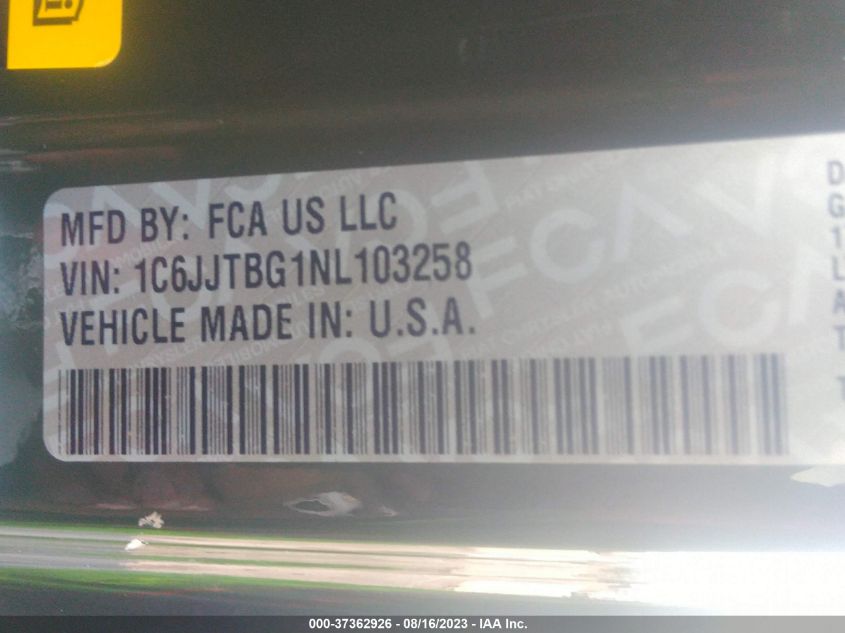 MFD BY: FCA US LLC
VIN: 1C6JJTBG1NL103258
VEHICLE MADE IN: U.S.A.
000-37362926 - 08/16/2023 - IAA Inc.